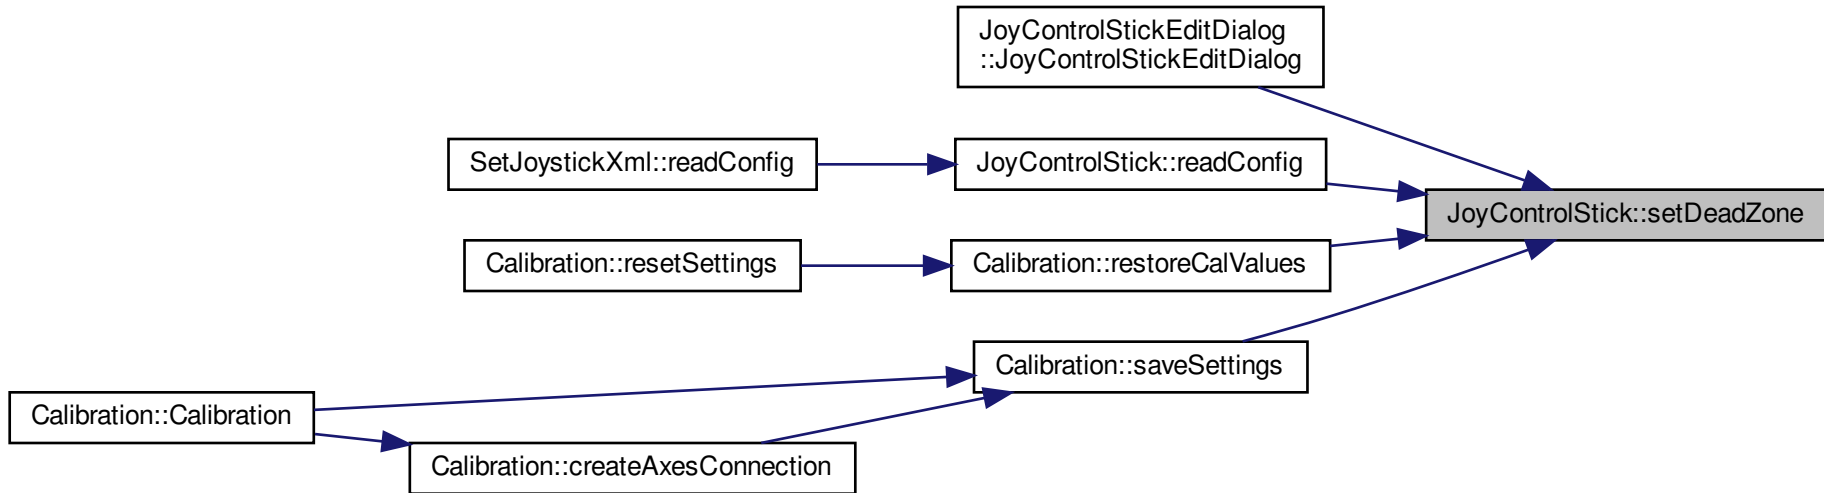 JoyControlStickEditDialog
::JoyControlStickEditDialog
SetJoystickXml::readConfig
JoyControlStick::readConfig
JoyControlStick::setDeadZone
Calibration::resetSettings
Calibration::restoreCalValues
Calibration::saveSettings
Calibration::Calibration
Calibration::createAxesConnection